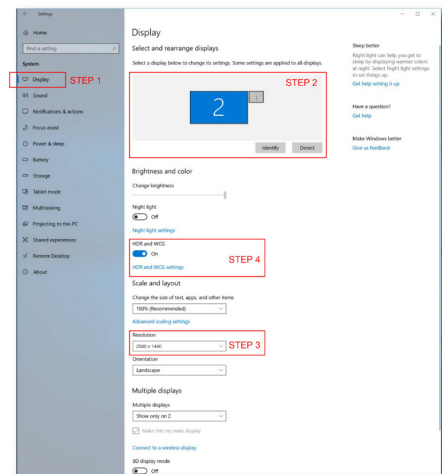 Settings
Home
Find a setting
System
Display
STEP 1
Sound
Notifications & actions
Focus assist
Power & sleep
Battery
Storage
Tablet mode
Multitasking
Projecting to this PC
Shared experiences
Remote Desktop
About
Display
Select and rearrange displays
Select a display below to change its settings. Some settings are applied to all displays.
STEP 2
2
1
Identify
Detect
Brightness and color
Change brightness
Night light
Off
Night light settings
HDR and WCG
On
STEP 4
HDR and WCG settings
Scale and layout
Change the size of text, apps, and other items
150% (Recommended)
Advanced scaling settings
Resolution
2560 x 1440
STEP 3
Orientation
Landscape
Multiple displays
Multiple displays
Show only on 2
Make this my main display
Connect to a wireless display
3D display mode
Off
Sleep better
Night light can help you get to
sleep by displaying warmer colors
at night. Select Night light settings
to set things up.
Get help setting it up
Have a question?
Get help
Make Windows better
Give us feedback